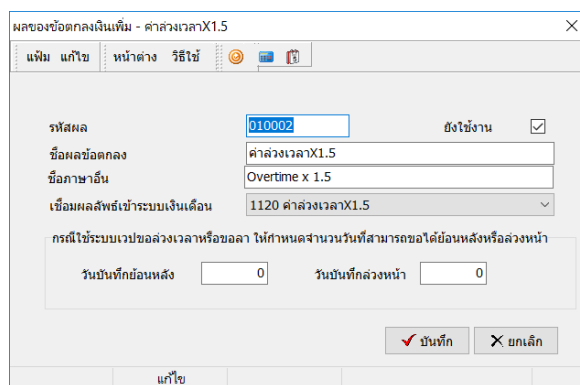 ผลของข้อตกลงเงินเพิ่ม - ค่าล่วงเวลาX1.5
แฟ้ม แก้ไข หน้าต่าง วิธีใช้
รหัสผล 010002 ยังใช้งาน
ชื่อผลข้อตกลง ค่าล่วงเวลาX1.5
ชื่อภาษาอื่น Overtime x 1.5
เชื่อมผลลัพธ์เข้าระบบเงินเดือน 1120 ค่าล่วงเวลาX1.5
กรณีใช้ระบบเวปขอล่วงเวลาหรือขอลา ให้กำหนดจำนวนวันที่สามารถขอได้ย้อนหลังหรือล่วงหน้า
วันบันทึกย้อนหลัง 0 วันบันทึกล่วงหน้า 0
บันทึก ยกเลิก
แก้ไข